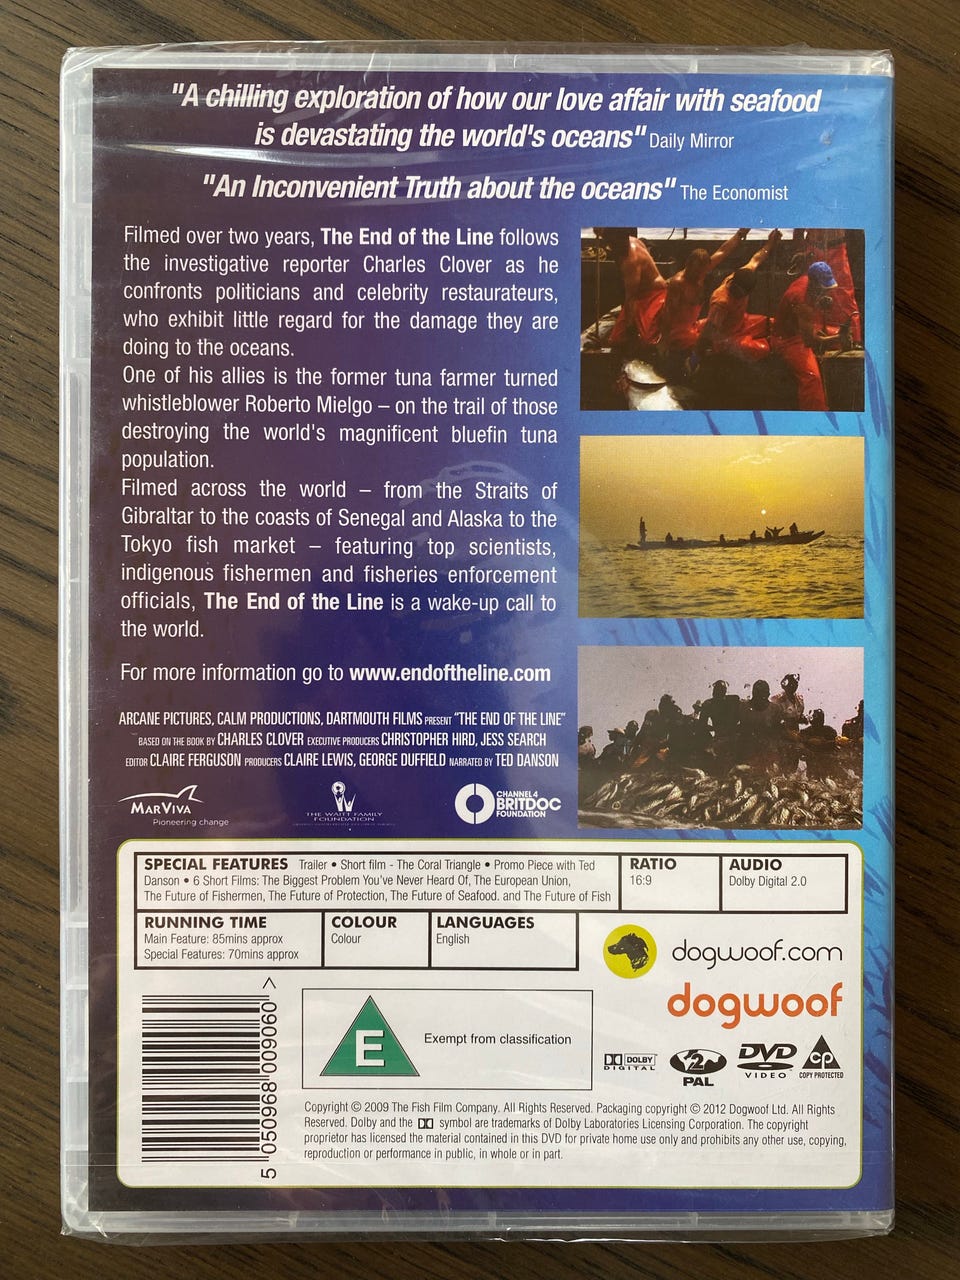 "A chilling exploration of how our love affair with seafood
is devastating the world's oceans" Daily Mirror
"An Inconvenient Truth about the oceans" The Economist
Filmed over two years, The End of the Line follows
the investigative reporter Charles Clover as he
confronts politicians and celebrity restaurateurs,
who exhibit little regard for the damage they are
doing to the oceans.
One of his allies is the former tuna farmer turned
whistleblower Roberto Mielgo – on the trail of those
destroying the world's magnificent bluefin tuna
population.
Filmed across the world – from the Straits of
Gibraltar to the coasts of Senegal and Alaska to the
Tokyo fish market – featuring top scientists,
indigenous fishermen and fisheries enforcement
officials, The End of the Line is a wake-up call to
the world.
For more information go to www.endoftheline.com
ARCANE PICTURES, CALM PRODUCTIONS, DARTMOUTH FILMS PRESENT "THE END OF THE LINE"
BASED ON THE BOOK BY CHARLES CLOVER EXECUTIVE PRODUCERS CHRISTOPHER HIRD, JESS SEARCH
EDITOR CLAIRE FERGUSON PRODUCERS CLAIRE LEWIS, GEORGE DUFFIELD NARRATED BY TED DANSON
MARVIVA
Pioneering change
THE WAITT FAMILY
FOUNDATION
CHANNEL 4
BRITDOC
FOUNDATION
SPECIAL FEATURES Trailer • Short film - The Coral Triangle • Promo Piece with Ted
Danson • 6 Short Films: The Biggest Problem You've Never Heard Of, The European Union,
The Future of Fishermen, The Future of Protection, The Future of Seafood. and The Future of Fish
RATIO
16:9
AUDIO
Dolby Digital 2.0
RUNNING TIME
Main Feature: 85mins approx
Special Features: 70mins approx
COLOUR
Colour
LANGUAGES
English
dogwoof.com
dogwoof
5 050968 009060 >
E
Exempt from classification
DOLBY
DIGITAL
2
PAL
DVD
VIDEO
CP
COPY PROTECTED
Copyright © 2009 The Fish Film Company. All Rights Reserved. Packaging copyright © 2012 Dogwoof Ltd. All Rights
Reserved. Dolby and the symbol are trademarks of Dolby Laboratories Licensing Corporation. The copyright
proprietor has licensed the material contained in this DVD for private home use only and prohibits any other use, copying,
reproduction or performance in public, in whole or in part.